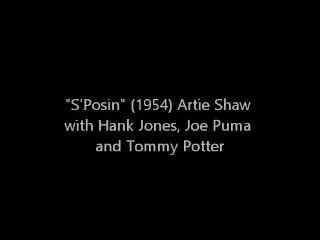 "S'Posin" (1954) Artie Shaw
with Hank Jones, Joe Puma
and Tommy Potter